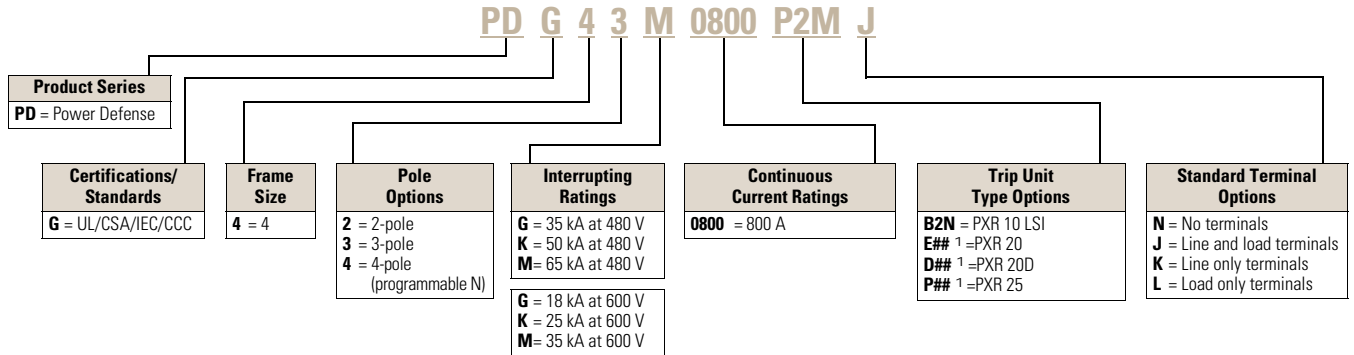 PD G 4 3 M 0800 P2M J
Product Series
PD = Power Defense
Certifications/
Standards
G = UL/CSA/IEC/CCC
Frame
Size
4 = 4
Pole
Options
2 = 2-pole
3 = 3-pole
4 = 4-pole
(programmable N)
Interrupting
Ratings
G = 35 kA at 480 V
K = 50 kA at 480 V
M= 65 kA at 480 V
G = 18 kA at 600 V
K = 25 kA at 600 V
M= 35 kA at 600 V
Continuous
Current Ratings
0800 = 800 A
Trip Unit
Type Options
B2N = PXR 10 LSI
E## 1 =PXR 20
D## 1 =PXR 20D
P## 1 =PXR 25
Standard Terminal
Options
N = No terminals
J = Line and load terminals
K = Line only terminals
L = Load only terminals